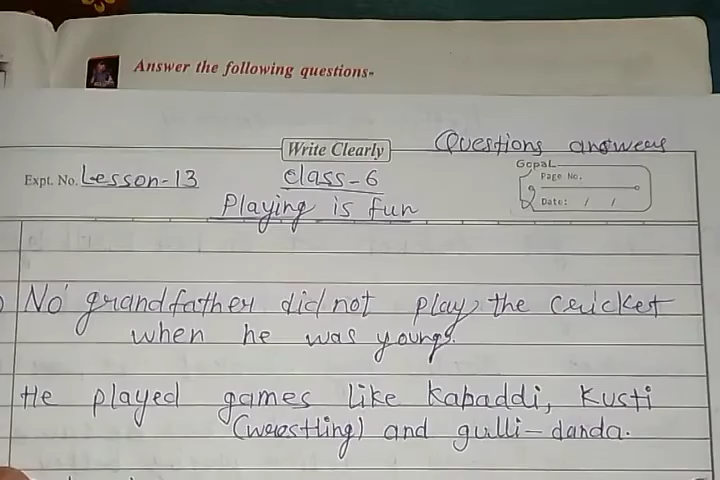 Answer the following questions-
Questions answers
Write Clearly
Gopal
Expt. No. Lesson-13
Class-6
Page No.
2
Date: / /
Playing is fun
No grandfather did not play the cricket
when he was young.
He played games like Kabaddi, Kusti
(wrestling) and gulli-danda.